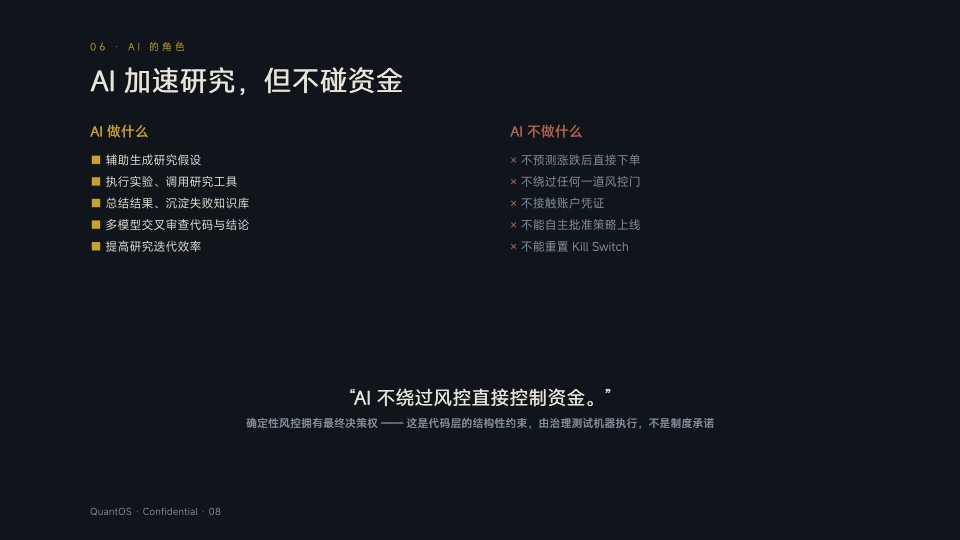 06 · AI 的角色
AI 加速研究，但不碰资金
AI 做什么
■ 辅助生成研究假设
■ 执行实验、调用研究工具
■ 总结结果、沉淀失败知识库
■ 多模型交叉审查代码与结论
■ 提高研究迭代效率
AI 不做什么
× 不预测涨跌后直接下单
× 不绕过任何一道风控门
× 不接触账户凭证
× 不能自主批准策略上线
× 不能重置 Kill Switch
“AI 不绕过风控直接控制资金。”
确定性风控拥有最终决策权 —— 这是代码层的结构性约束，由治理测试机器执行，不是制度承诺
QuantOS · Confidential · 08